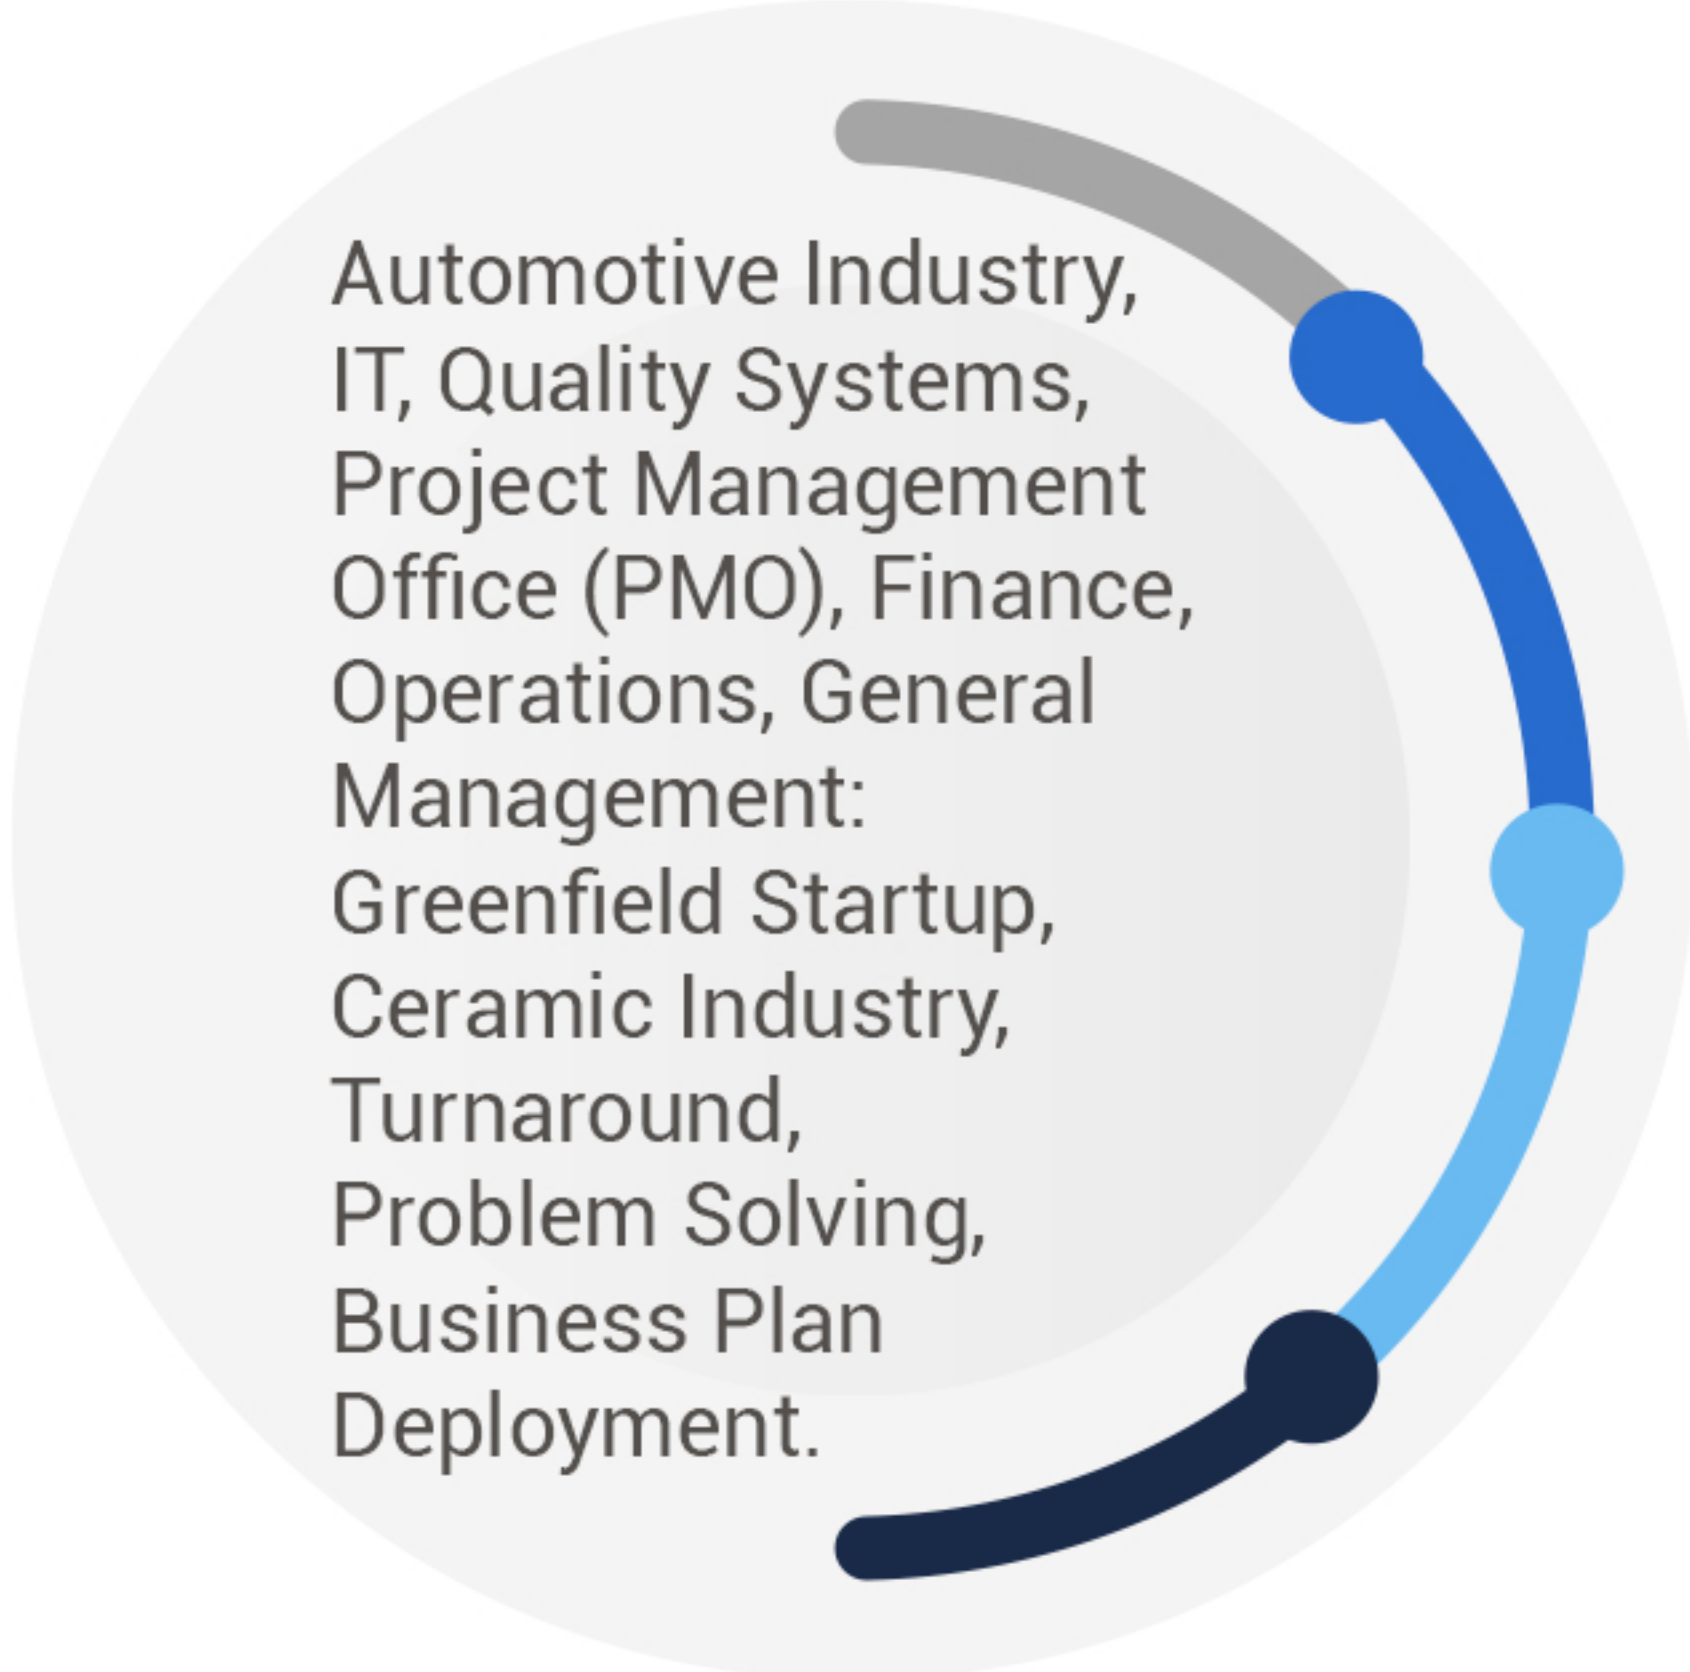 Automotive Industry,
IT, Quality Systems,
Project Management
Office (PMO), Finance,
Operations, General
Management:
Greenfield Startup,
Ceramic Industry,
Turnaround,
Problem Solving,
Business Plan
Deployment.